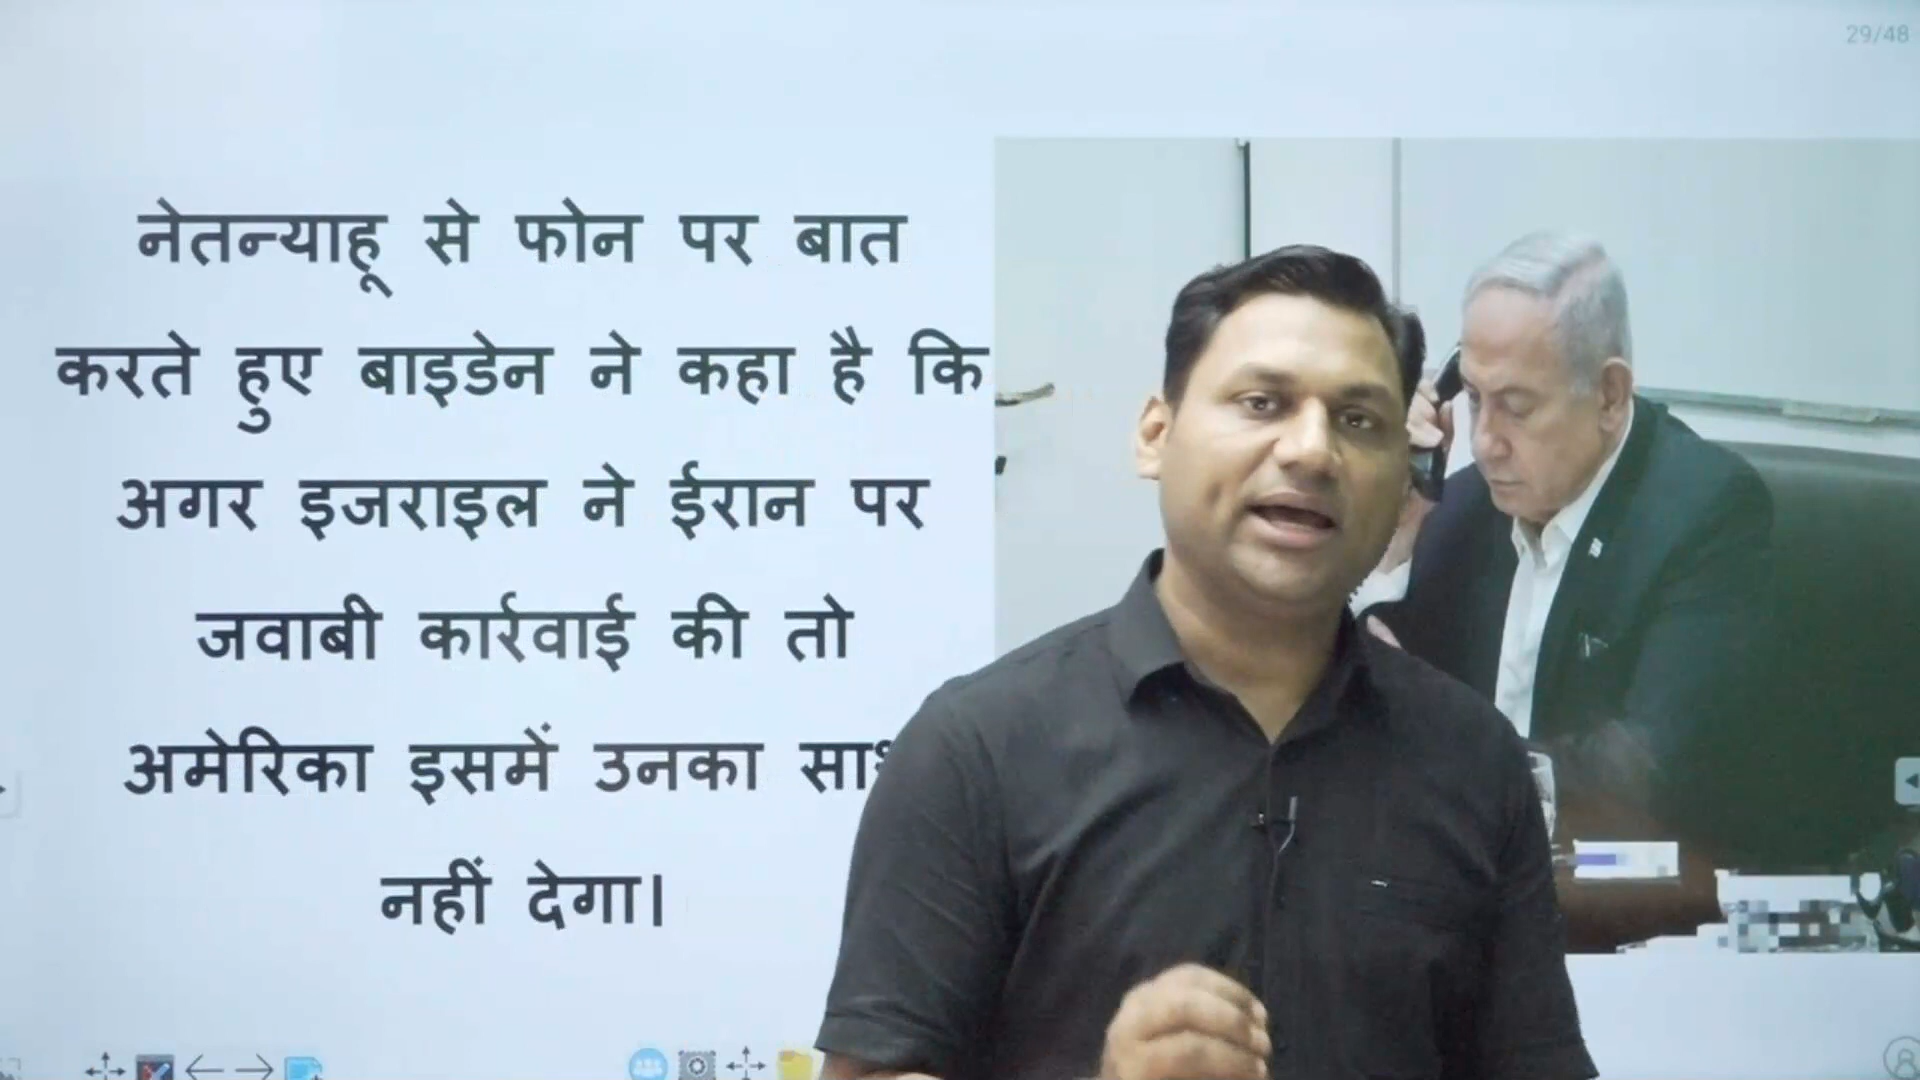 29/48
नेतन्याहू से फोन पर बात
करते हुए बाइडेन ने कहा है कि
अगर इजराइल ने ईरान पर
जवाबी कार्रवाई की तो
अमेरिका इसमें उनका
नहीं देगा।